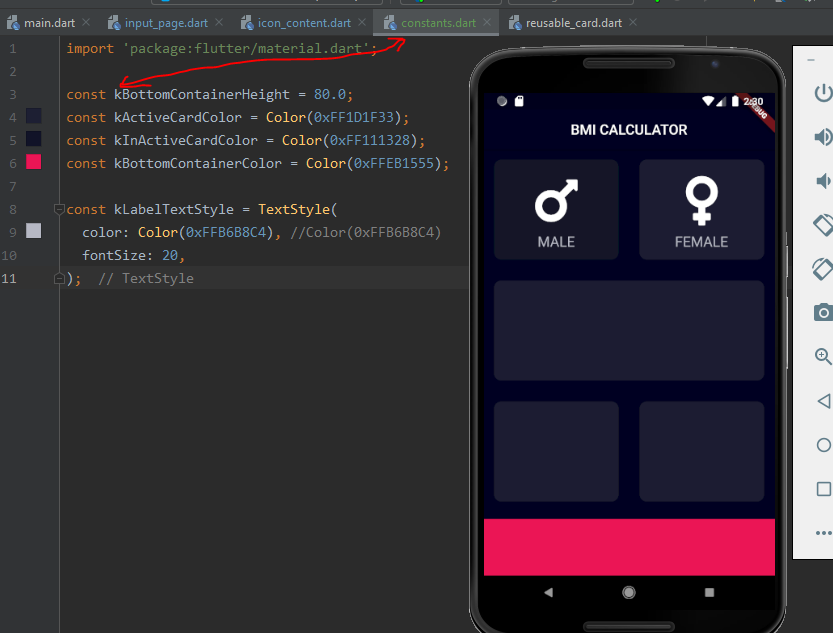 main.dart input_page.dart icon_content.dart constants.dart reusable_card.dart
1 import 'package:flutter/material.dart';
2
3 const kBottomContainerHeight = 80.0;
4 const kActiveCardColor = Color(0xFF1D1F33);
5 const kInActiveCardColor = Color(0xFF111328);
6 const kBottomContainerColor = Color(0xFFEB1555);
7
8 const kLabelTextStyle = TextStyle(
9 color: Color(0xFFB6B8C4), //Color(0xFFB6B8C4)
10 fontSize: 20,
11 ); // TextStyle
2:30
DEBUG
BMI CALCULATOR
MALE FEMALE